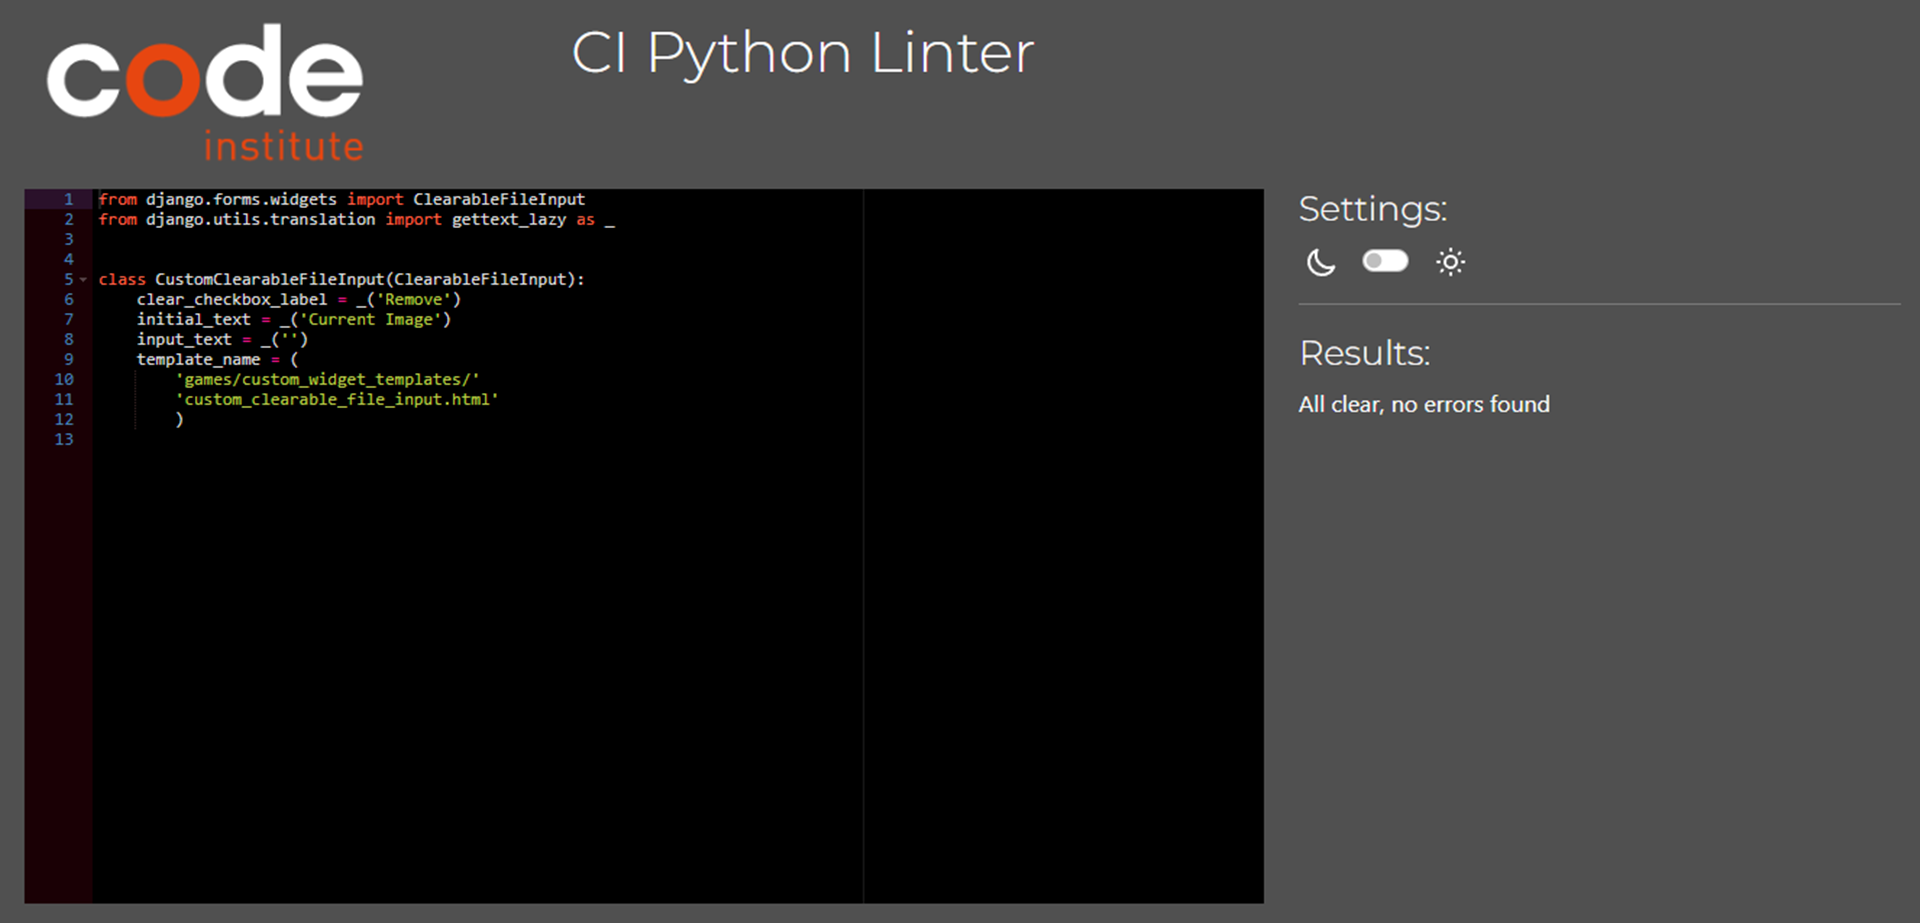 code
institute
CI Python Linter
1 from django.forms.widgets import ClearableFileInput
2 from django.utils.translation import gettext_lazy as _
3
4
5 class CustomClearableFileInput(ClearableFileInput):
6     clear_checkbox_label = _('Remove')
7     initial_text = _('Current Image')
8     input_text = _('')
9     template_name = (
10         'games/custom_widget_templates/'
11         'custom_clearable_file_input.html'
12         )
13
Settings:
Results:
All clear, no errors found